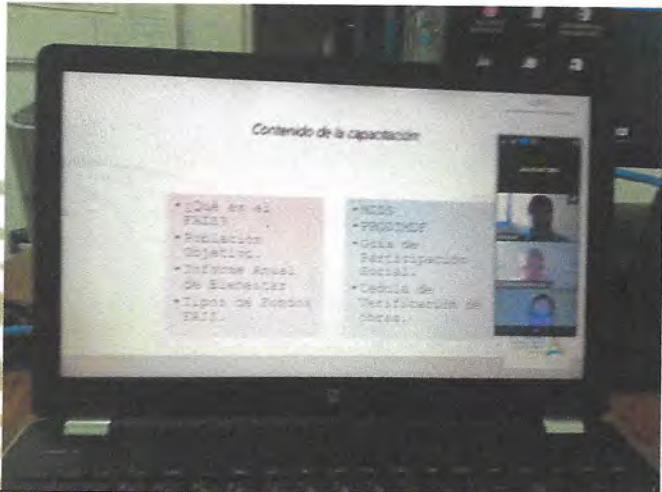 Contenido de la capacitación
• ¿Qué es el
FAIS?
• Población
Objetivo.
• Informe Anual
de Bienestar
• Tipos de Fondos
FAIS.
• MIDS
• PRODIMDF
• Guía de
Participación
Social.
• Cédula de
Verificación de
obras.